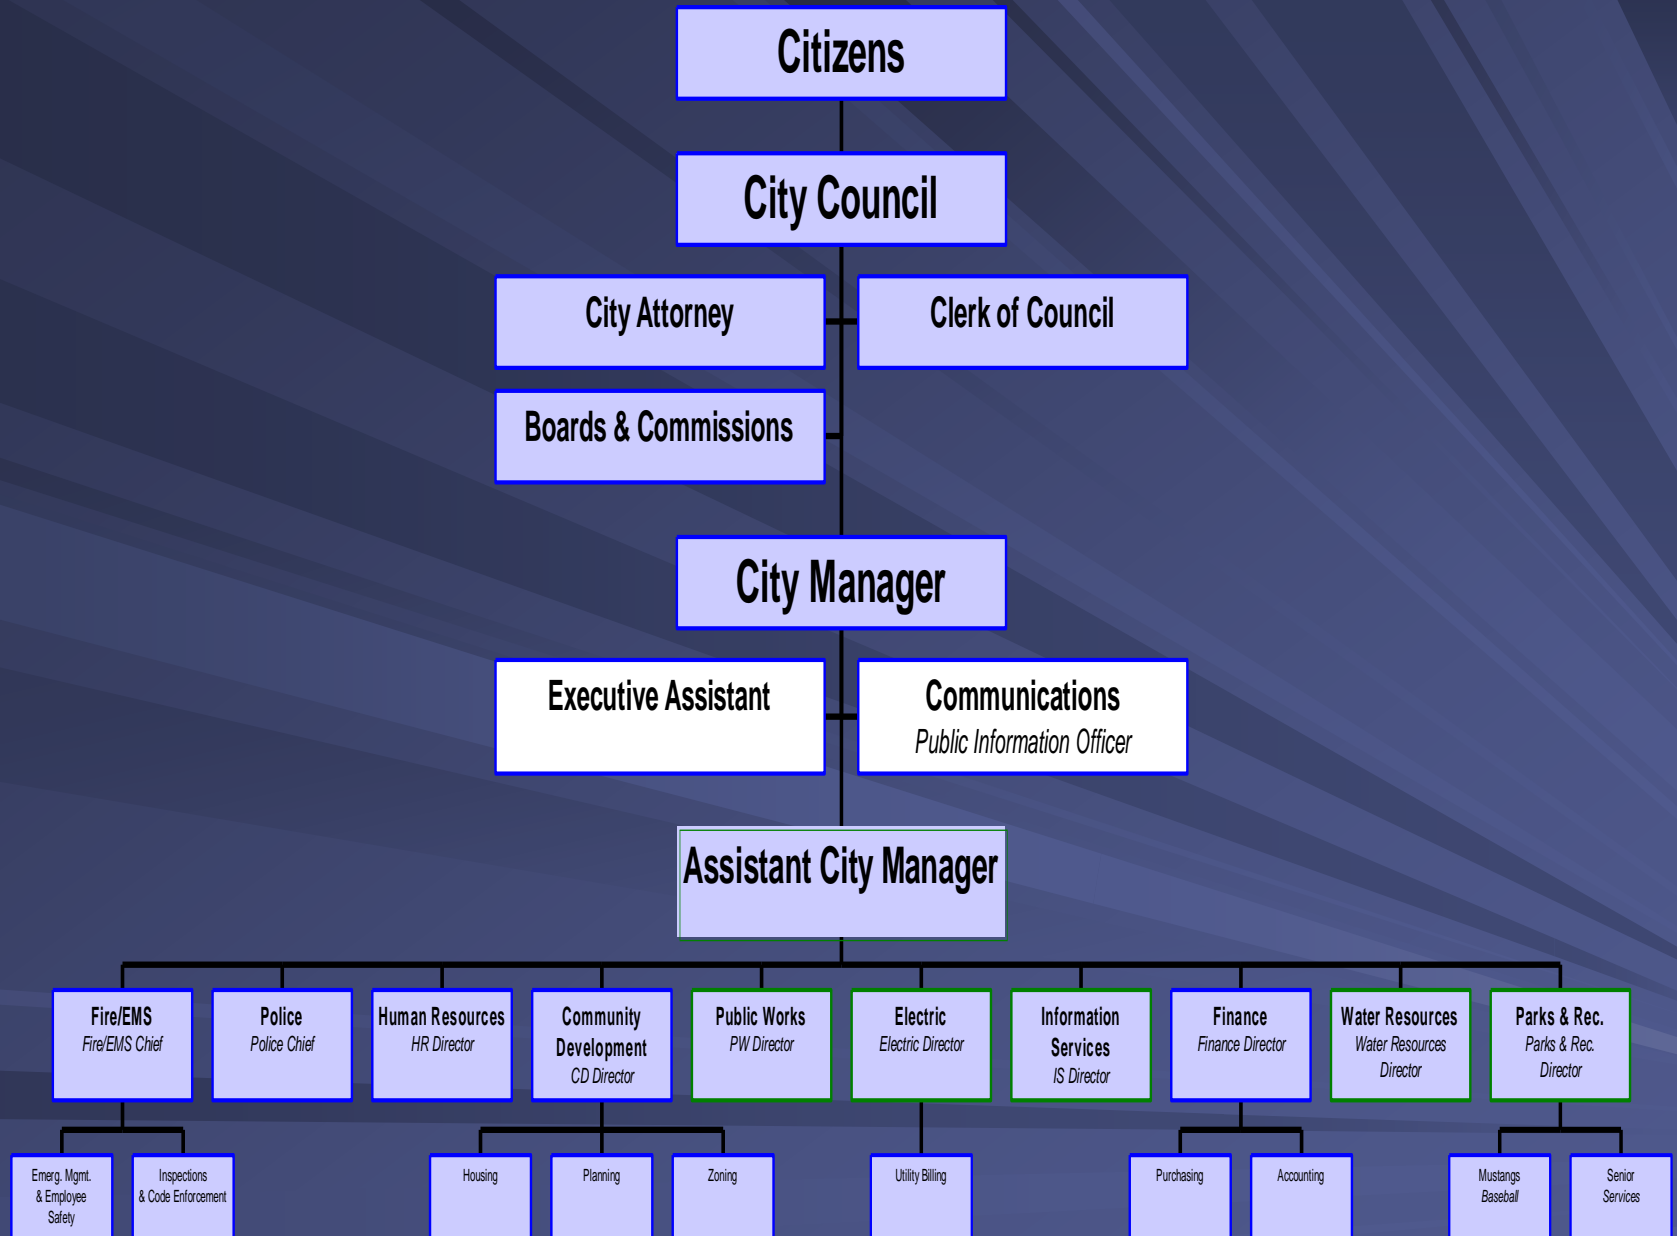 Citizens
City Council
City Attorney
Clerk of Council
Boards & Commissions
City Manager
Executive Assistant
Communications
Public Information Officer
Assistant City Manager
Fire/EMS
Fire/EMS Chief
Police
Police Chief
Human Resources
HR Director
Community
Development
CD Director
Public Works
PW Director
Electric
Electric Director
Information
Services
IS Director
Finance
Finance Director
Water Resources
Water Resources
Director
Parks & Rec.
Parks & Rec.
Director
Emerg. Mgmt.
& Employee
Safety
Inspections
& Code Enforcement
Housing
Planning
Zoning
Utility Billing
Purchasing
Accounting
Mustangs
Baseball
Senior
Services